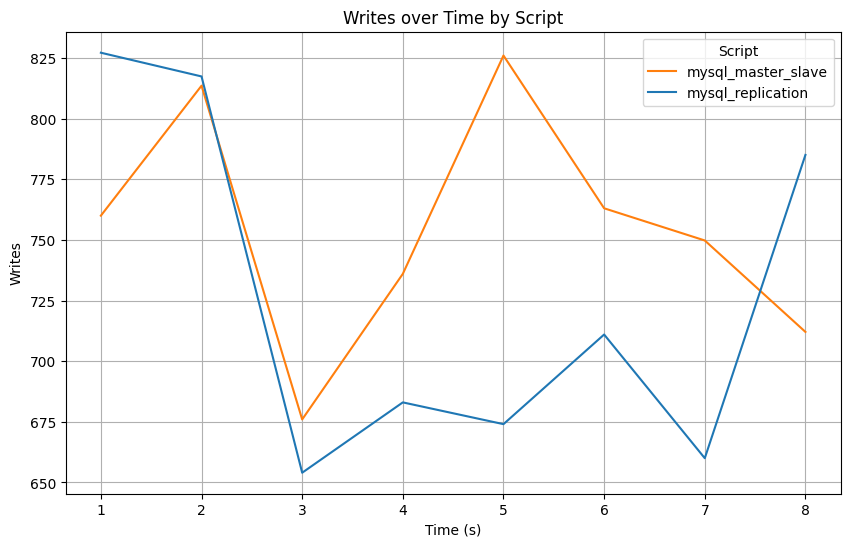 Writes over Time by Script
Script
mysql_master_slave
mysql_replication
Writes
825
800
775
750
725
700
675
650
1 2 3 4 5 6 7 8
Time (s)